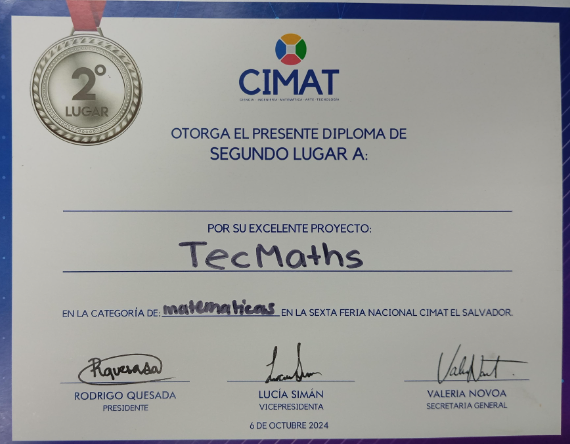 2°
LUGAR
CIMAT
OTORGA EL PRESENTE DIPLOMA DE
SEGUNDO LUGAR A:
POR SU EXCELENTE PROYECTO:
TecMaths
EN LA CATEGORÍA DE: matematicas EN LA SEXTA FERIA NACIONAL CIMAT EL SALVADOR.
Rquesada
RODRIGO QUESADA
PRESIDENTE
LUCÍA SIMÁN
VICEPRESIDENTA
VALERIA NOVOA
SECRETARIA GENERAL
6 DE OCTUBRE 2024